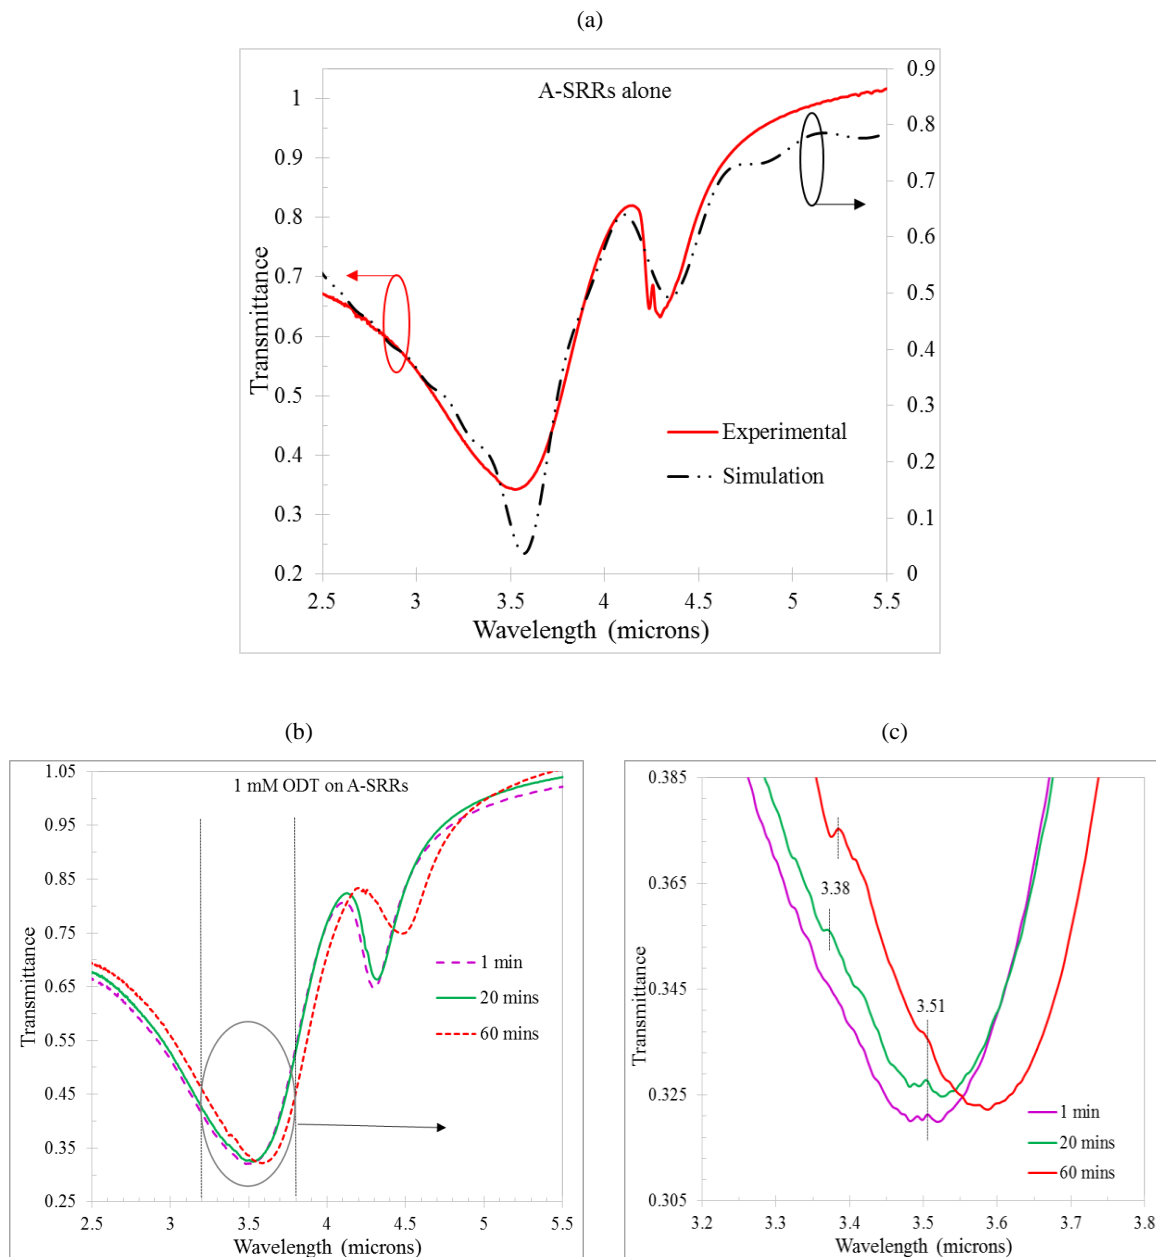 (a)
A-SRRs alone
Transmittance
1
0.9
0.8
0.7
0.6
0.5
0.4
0.3
0.2
0.9
0.8
0.7
0.6
0.5
0.4
0.3
0.2
0.1
0
Experimental
Simulation
2.5 3 3.5 4 4.5 5 5.5
Wavelength (microns)
(b)
1 mM ODT on A-SRRs
Transmittance
1.05
0.95
0.85
0.75
0.65
0.55
0.45
0.35
0.25
1 min
20 mins
60 mins
2.5 3 3.5 4 4.5 5 5.5
Wavelength (microns)
(c)
Transmittance
0.385
0.365
0.345
0.325
0.305
3.38
3.51
1 min
20 mins
60 mins
3.2 3.3 3.4 3.5 3.6 3.7 3.8
Wavelength (microns)